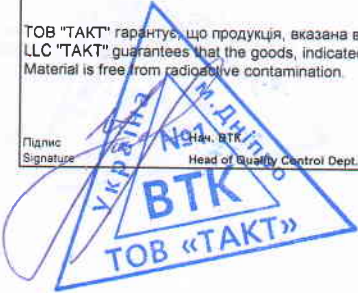 ТОВ "ТАКТ" гарантує, що продукція, вказана в
LLC "TAKT" guarantees that the goods, indicated
Material is free from radioactive contamination.
Підпис
Нач. ВТК
Signature
Head of Quality Control Dept.
Україна
м.Дніпро
№1
ВТК
ТОВ «ТАКТ»